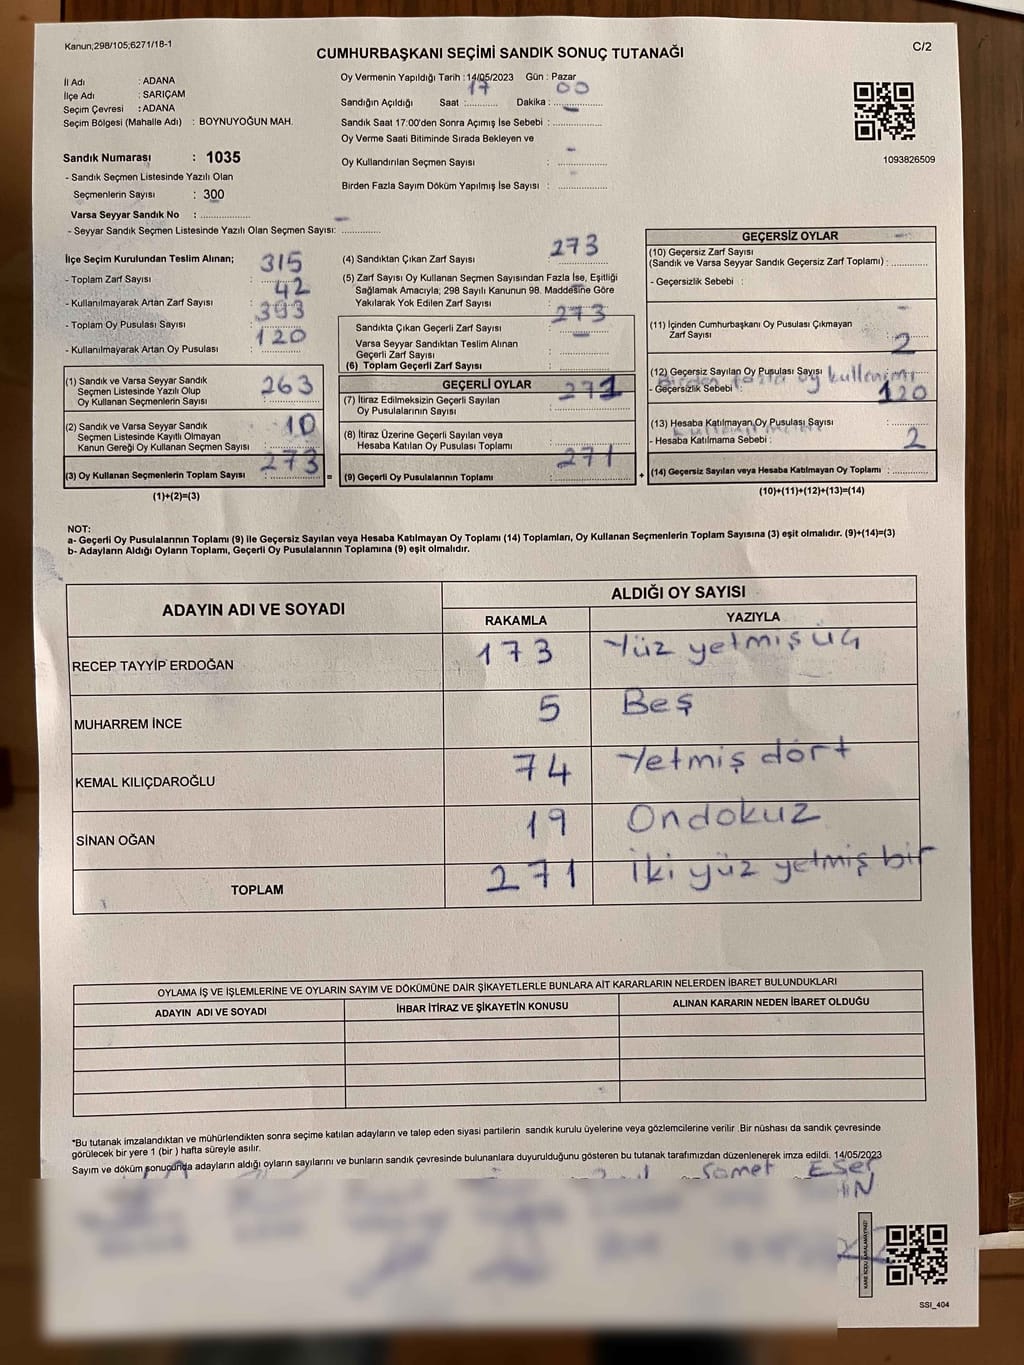 Kanun;298/105;6271/18-1
C/2
CUMHURBAŞKANI SEÇİMİ SANDIK SONUÇ TUTANAĞI
İl Adı : ADANA
İlçe Adı : SARIÇAM
Seçim Çevresi : ADANA
Seçim Bölgesi (Mahalle Adı) : BOYNUYOĞUN MAH.
Sandık Numarası : 1035
- Sandık Seçmen Listesinde Yazılı Olan
Seçmenlerin Sayısı : 300
Varsa Seyyar Sandık No : ..................
- Seyyar Sandık Seçmen Listesinde Yazılı Olan Seçmen Sayısı: .............. -
Oy Vermenin Yapıldığı Tarih :14/05/2023 Gün : Pazar
Sandığın Açıldığı Saat : 17 Dakika : 00
Sandık Saat 17:00'den Sonra Açımış İse Sebebi : -
Oy Verme Saati Bitiminde Sırada Bekleyen ve
Oy Kullandırılan Seçmen Sayısı : -
Birden Fazla Sayım Döküm Yapılmış İse Sayısı : -
1093826509
İlçe Seçim Kurulundan Teslim Alınan;
- Toplam Zarf Sayısı : 315
- Kullanılmayarak Artan Zarf Sayısı : 42
- Toplam Oy Pusulası Sayısı : 393
- Kullanılmayarak Artan Oy Pusulası : 120
(1) Sandık ve Varsa Seyyar Sandık
Seçmen Listesinde Yazılı Olup
Oy Kullanan Seçmenlerin Sayısı : 263
(2) Sandık ve Varsa Seyyar Sandık
Seçmen Listesinde Kayıtlı Olmayan
Kanun Gereği Oy Kullanan Seçmen Sayısı : 10
(3) Oy Kullanan Seçmenlerin Toplam Sayısı : 273
(1)+(2)=(3)
(4) Sandıktan Çıkan Zarf Sayısı : 273
(5) Zarf Sayısı Oy Kullanan Seçmen Sayısından Fazla İse, Eşitliği
Sağlamak Amacıyla; 298 Sayılı Kanunun 98. Maddesine Göre
Yakılarak Yok Edilen Zarf Sayısı : -
Sandıkta Çıkan Geçerli Zarf Sayısı : 273
Varsa Seyyar Sandıktan Teslim Alınan
Geçerli Zarf Sayısı : -
(6) Toplam Geçerli Zarf Sayısı
GEÇERLİ OYLAR
(7) İtiraz Edilmeksizin Geçerli Sayılan
Oy Pusulalarının Sayısı : 271
(8) İtiraz Üzerine Geçerli Sayılan veya
Hesaba Katılan Oy Pusulası Toplamı :
(9) Geçerli Oy Pusulalarının Toplamı : 271
GEÇERSİZ OYLAR
(10) Geçersiz Zarf Sayısı
(Sandık ve Varsa Seyyar Sandık Geçersiz Zarf Toplamı) : -
- Geçersizlik Sebebi :
(11) İçinden Cumhurbaşkanı Oy Pusulası Çıkmayan
Zarf Sayısı : -
(12) Geçersiz Sayılan Oy Pusulası Sayısı : 2
- Geçersizlik Sebebi : Birden fazla oy kullanımı
(13) Hesaba Katılmayan Oy Pusulası Sayısı : 120
- Hesaba Katılmama Sebebi :
(14) Geçersiz Sayılan veya Hesaba Katılmayan Oy Toplamı : 2
(10)+(11)+(12)+(13)=(14)
NOT:
a- Geçerli Oy Pusulalarının Toplamı (9) ile Geçersiz Sayılan veya Hesaba Katılmayan Oy Toplamı (14) Toplamları, Oy Kullanan Seçmenlerin Toplam Sayısına (3) eşit olmalıdır. (9)+(14)=(3)
b- Adayların Aldığı Oyların Toplamı, Geçerli Oy Pusulalarının Toplamına (9) eşit olmalıdır.
ADAYIN ADI VE SOYADI ALDIĞI OY SAYISI
RAKAMLA YAZIYLA
RECEP TAYYİP ERDOĞAN 173 Yüz yetmiş üç
MUHARREM İNCE 5 Beş
KEMAL KILIÇDAROĞLU 74 Yetmiş dört
SİNAN OĞAN 19 Ondokuz
TOPLAM 271 İki yüz yetmiş bir
OYLAMA İŞ VE İŞLEMLERİNE VE OYLARIN SAYIM VE DÖKÜMÜNE DAİR ŞİKAYETLERLE BUNLARA AİT KARARLARIN NELERDEN İBARET BULUNDUKLARI
ADAYIN ADI VE SOYADI İHBAR İTİRAZ VE ŞİKAYETİN KONUSU ALINAN KARARIN NEDEN İBARET OLDUĞU
*Bu tutanak imzalandıktan ve mühürlendikten sonra seçime katılan adayların ve talep eden siyasi partilerin sandık kurulu üyelerine veya gözlemcilerine verilir .Bir nüshası da sandık çevresinde
görülecek bir yere 1 (bir ) hafta süreyle asılır.
Sayım ve döküm sonucunda adayların aldığı oyların sayılarını ve bunların sandık çevresinde bulunanlara duyurulduğunu gösteren bu tutanak tarafımızdan düzenlenerek imza edildi. 14/05/2023
Samet Eser
KARE KODU KARALAMAYINIZ!
SSI_404